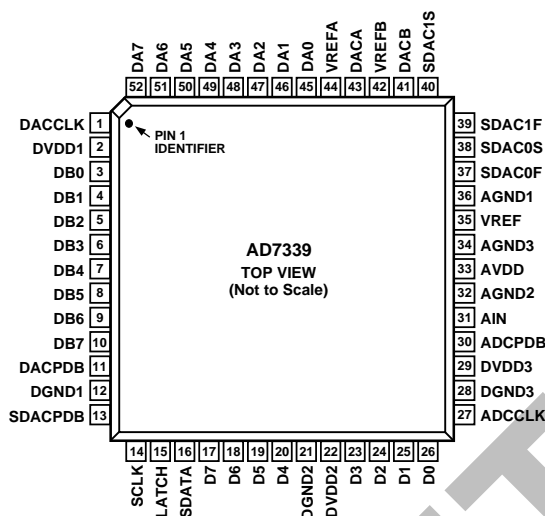 DA7 DA6 DA5 DA4 DA3 DA2 DA1 DA0 VREFA DACA VREFB DACB SDAC1S
52 51 50 49 48 47 46 45 44 43 42 41 40
DACCLK 1
DVDD1 2
DB0 3
DB1 4
DB2 5
DB3 6
DB4 7
DB5 8
DB6 9
DB7 10
DACPDB 11
DGND1 12
SDACPDB 13
PIN 1
IDENTIFIER
AD7339
TOP VIEW
(Not to Scale)
39 SDAC1F
38 SDAC0S
37 SDAC0F
36 AGND1
35 VREF
34 AGND3
33 AVDD
32 AGND2
31 AIN
30 ADCPDB
29 DVDD3
28 DGND3
27 ADCCLK
14 15 16 17 18 19 20 21 22 23 24 25 26
SCLK LATCH SDATA D7 D6 D5 D4 DGND2 DVDD2 D3 D2 D1 D0